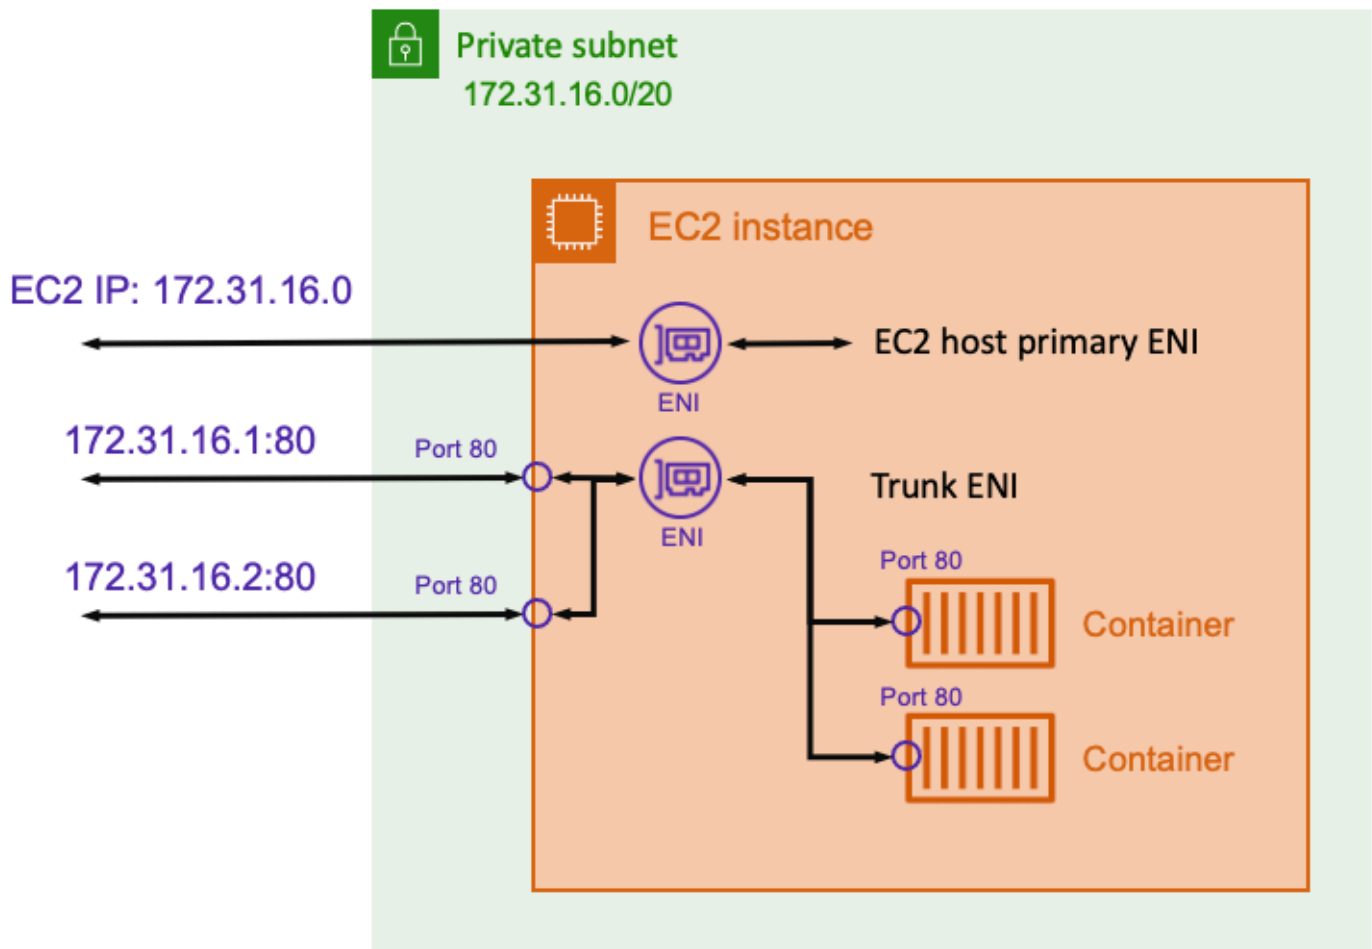 Private subnet
172.31.16.0/20
EC2 instance
EC2 IP: 172.31.16.0
EC2 host primary ENI
ENI
172.31.16.1:80
Port 80
Trunk ENI
ENI
172.31.16.2:80
Port 80
Port 80
Container
Port 80
Container